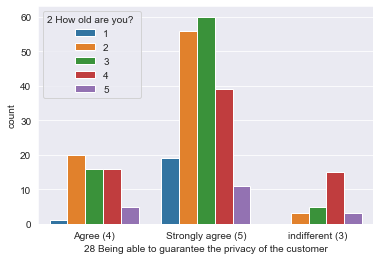 2 How old are you?
1
2
3
4
5
60
50
40
30
20
10
0
count
Agree (4)
Strongly agree (5)
indifferent (3)
28 Being able to guarantee the privacy of the customer